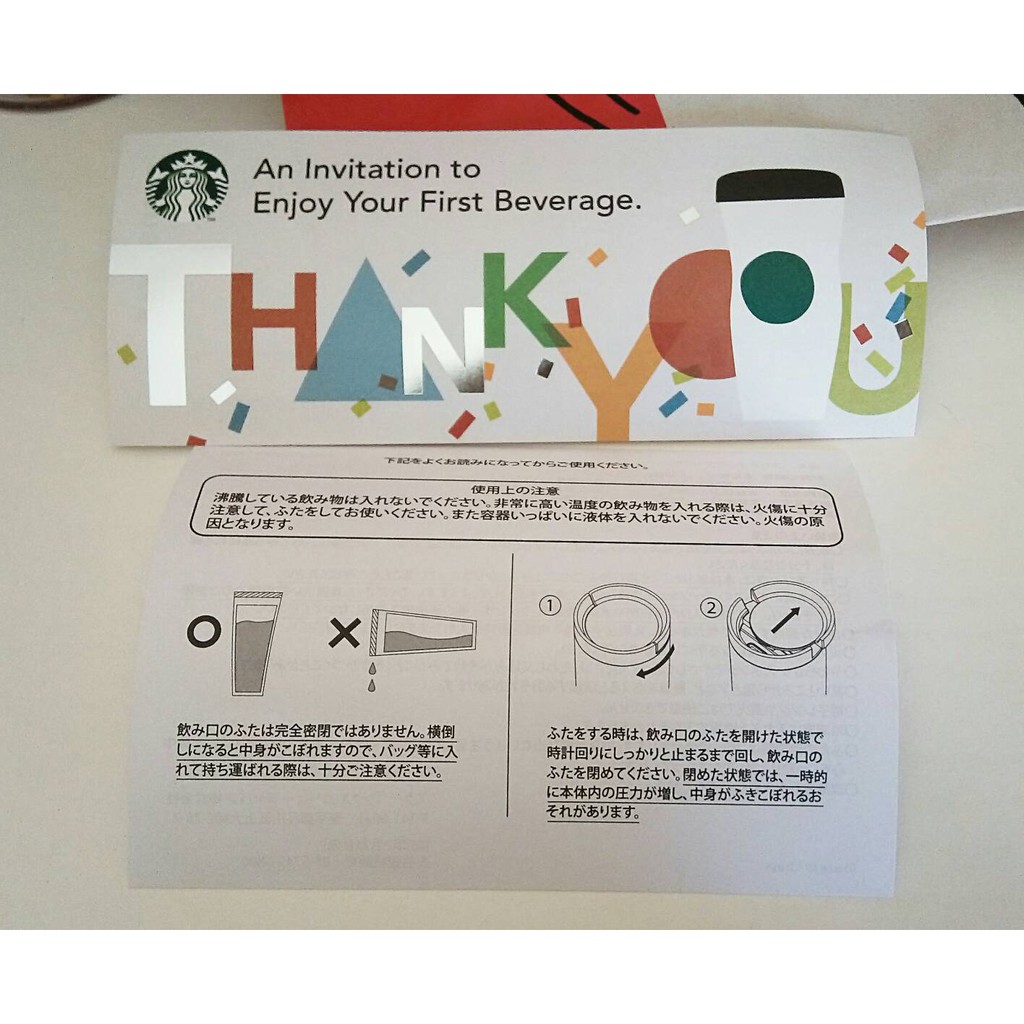 An Invitation to
Enjoy Your First Beverage.
THANK YOU
下記をよくお読みになってからご使用ください。
使用上の注意
沸騰している飲み物は入れないでください。非常に高い温度の飲み物を入れる際は、火傷に十分
注意して、ふたをしてお使いください。また容器いっぱいに液体を入れないでください。火傷の原
因となります。
① ②
飲み口のふたは完全密閉ではありません。横倒
しになると中身がこぼれますので、バッグ等に入
れて持ち運ばれる際は、十分ご注意ください。
ふたをする時は、飲み口のふたを開けた状態で
時計回りにしっかりと止まるまで回し、飲み口の
ふたを閉めてください。閉めた状態では、一時的
に本体内の圧力が増し、中身がふきこぼれるお
それがあります。